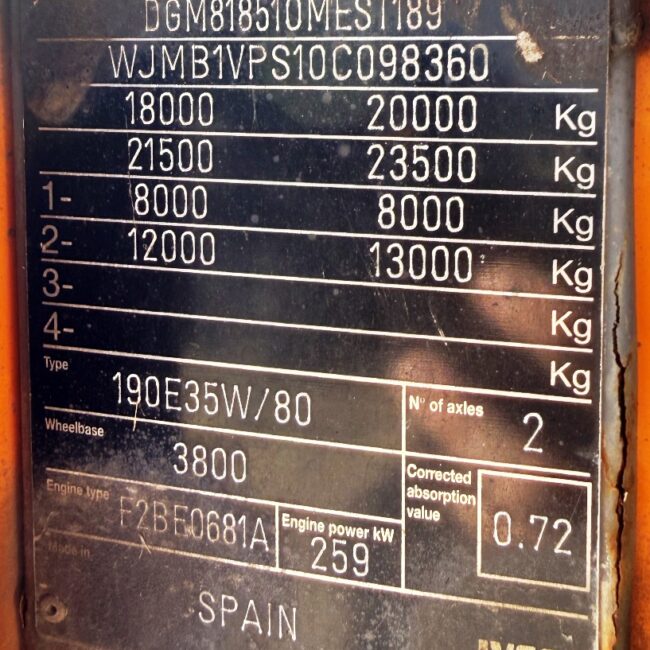 DGM818510MEST189
WJMB1VPS10C098360
18000 20000 Kg
21500 23500 Kg
1- 8000 8000 Kg
2- 12000 13000 Kg
3- Kg
4- Kg
Type
190E35W/80
Nº of axles 2
Wheelbase
3800
Corrected
absorption
value
0.72
Engine type
F2BE0681A
Engine power kW
259
Made in
SPAIN